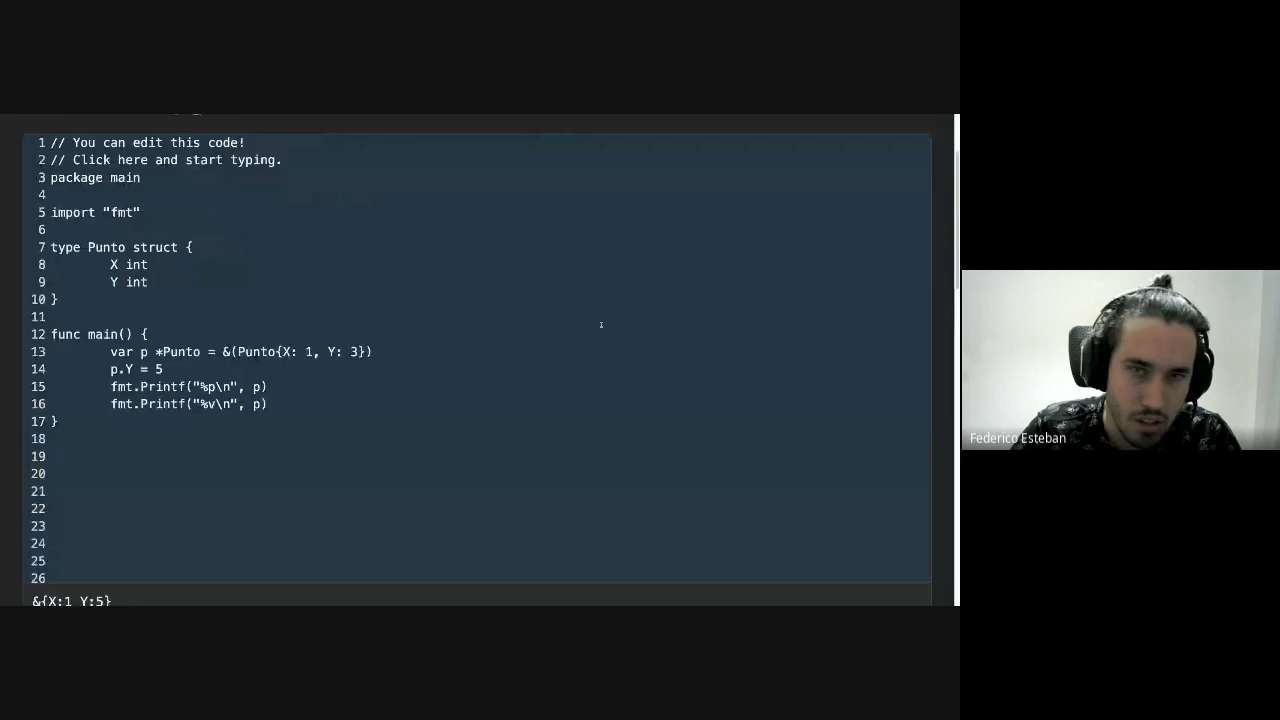 1 // You can edit this code!
2 // Click here and start typing.
3 package main
4
5 import "fmt"
6
7 type Punto struct {
8 X int
9 Y int
10 }
11
12 func main() {
13 var p *Punto = &(Punto{X: 1, Y: 3})
14 p.Y = 5
15 fmt.Printf("%p\n", p)
16 fmt.Printf("%v\n", p)
17 }
18
19
20
21
22
23
24
25
26
&{X:1 Y:5}
Federico Esteban